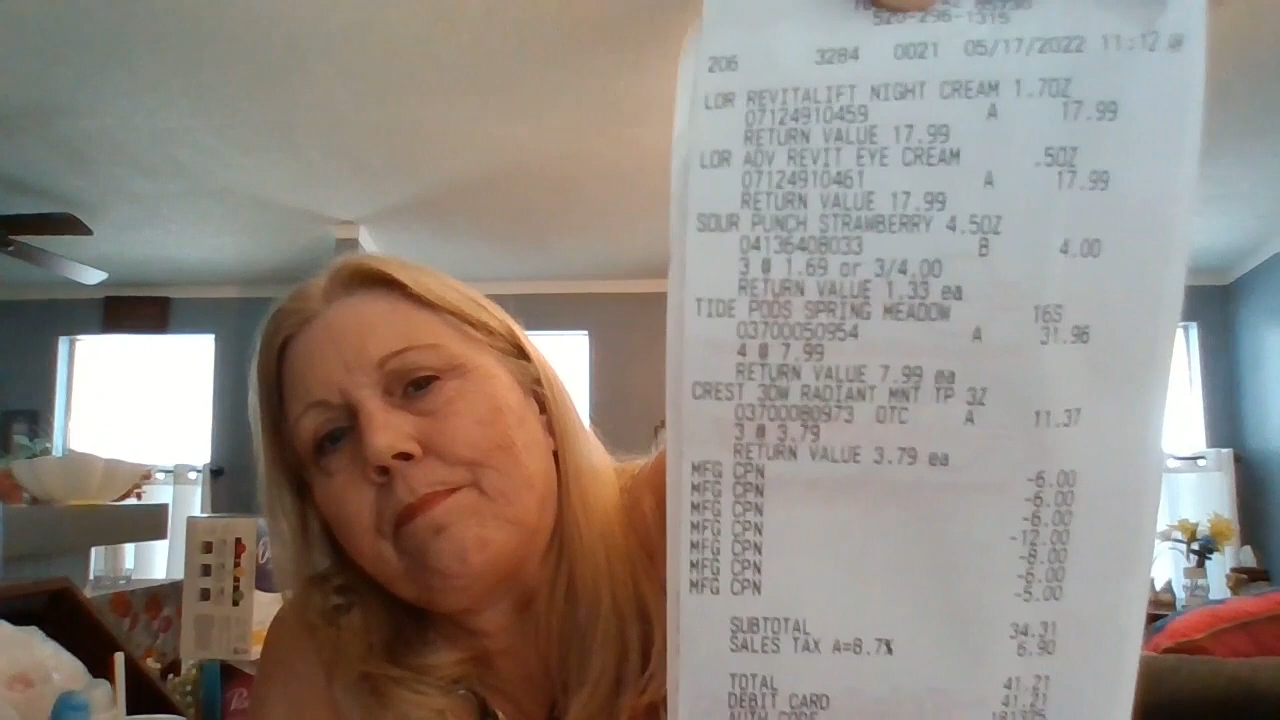 520-296-1315
206 3284 0021 05/17/2022 11:12
LOR REVITALIFT NIGHT CREAM 1.7OZ
07124910459 A 17.99
RETURN VALUE 17.99
LOR ADV REVIT EYE CREAM .5OZ
07124910461 A 17.99
RETURN VALUE 17.99
SOUR PUNCH STRAWBERRY 4.5OZ
04136408033 B 4.00
3 @ 1.69 or 3/4.00
RETURN VALUE 1.33 ea
TIDE PODS SPRING MEADOW 16S
03700050954 A 31.96
4 @ 7.99
RETURN VALUE 7.99 ea
CREST 3DW RADIANT MNT TP 3Z
03700080973 OTC A 11.37
3 @ 3.79
RETURN VALUE 3.79 ea
MFG CPN -6.00
MFG CPN -6.00
MFG CPN -6.00
MFG CPN -12.00
MFG CPN
MFG CPN -6.00
MFG CPN -5.00
SUBTOTAL 34.31
SALES TAX A=8.7% 6.90
TOTAL 41.21
DEBIT CARD 41.21
AUTH CODE